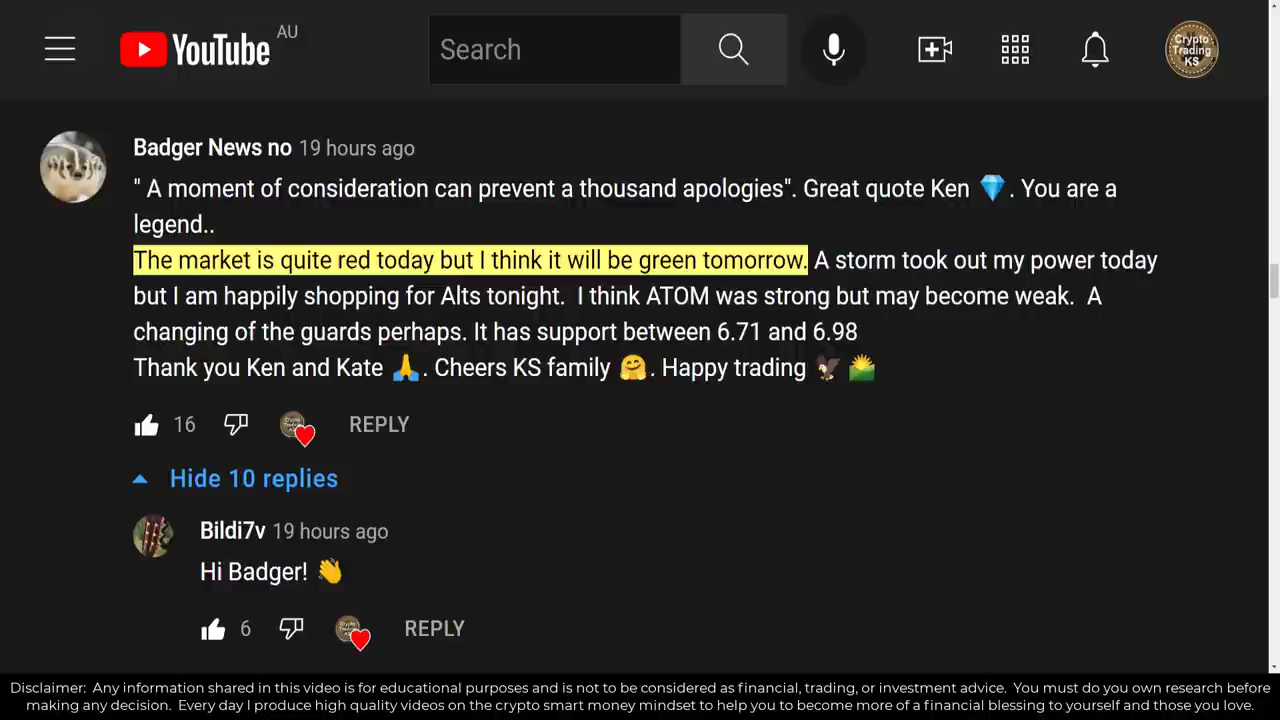 YouTube AU
Search
Crypto Trading KS
Badger News no 19 hours ago
" A moment of consideration can prevent a thousand apologies". Great quote Ken 💎. You are a
legend..
The market is quite red today but I think it will be green tomorrow. A storm took out my power today
but I am happily shopping for Alts tonight. I think ATOM was strong but may become weak. A
changing of the guards perhaps. It has support between 6.71 and 6.98
Thank you Ken and Kate 🙏. Cheers KS family 🤗. Happy trading 🦅 🌄
16 REPLY
Hide 10 replies
Bildi7v 19 hours ago
Hi Badger! 👋
6 REPLY
Disclaimer: Any information shared in this video is for educational purposes and is not to be considered as financial, trading, or investment advice. You must do you own research before
making any decision. Every day I produce high quality videos on the crypto smart money mindset to help you to become more of a financial blessing to yourself and those you love.